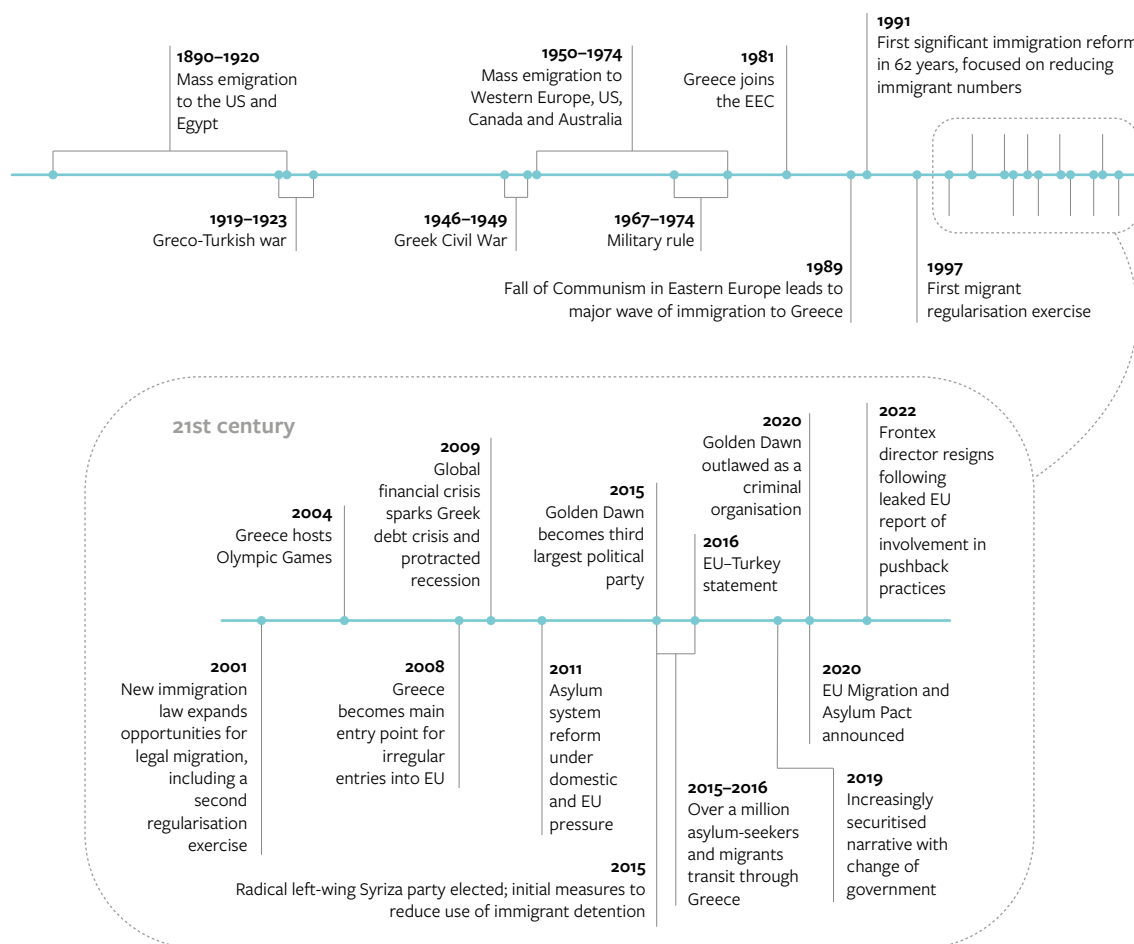 1890–1920
Mass emigration
to the US and
Egypt
1919–1923
Greco-Turkish war
1946–1949
Greek Civil War
1950–1974
Mass emigration to
Western Europe, US,
Canada and Australia
1967–1974
Military rule
1981
Greece joins
the EEC
1989
Fall of Communism in Eastern Europe leads to
major wave of immigration to Greece
1991
First significant immigration reform
in 62 years, focused on reducing
immigrant numbers
1997
First migrant
regularisation exercise
21st century
2001
New immigration
law expands
opportunities for
legal migration,
including a
second
regularisation
exercise
2004
Greece hosts
Olympic Games
2008
Greece
becomes main
entry point for
irregular
entries into EU
2009
Global
financial crisis
sparks Greek
debt crisis and
protracted
recession
2011
Asylum
system
reform
under
domestic
and EU
pressure
2015
Golden Dawn
becomes third
largest political
party
2015
Radical left-wing Syriza party elected; initial measures to
reduce use of immigrant detention
2015–2016
Over a million
asylum-seekers
and migrants
transit through
Greece
2016
EU–Turkey
statement
2019
Increasingly
securitised
narrative with
change of
government
2020
Golden Dawn
outlawed as a
criminal
organisation
2020
EU Migration and
Asylum Pact
announced
2022
Frontex
director resigns
following
leaked EU
report of
involvement in
pushback
practices